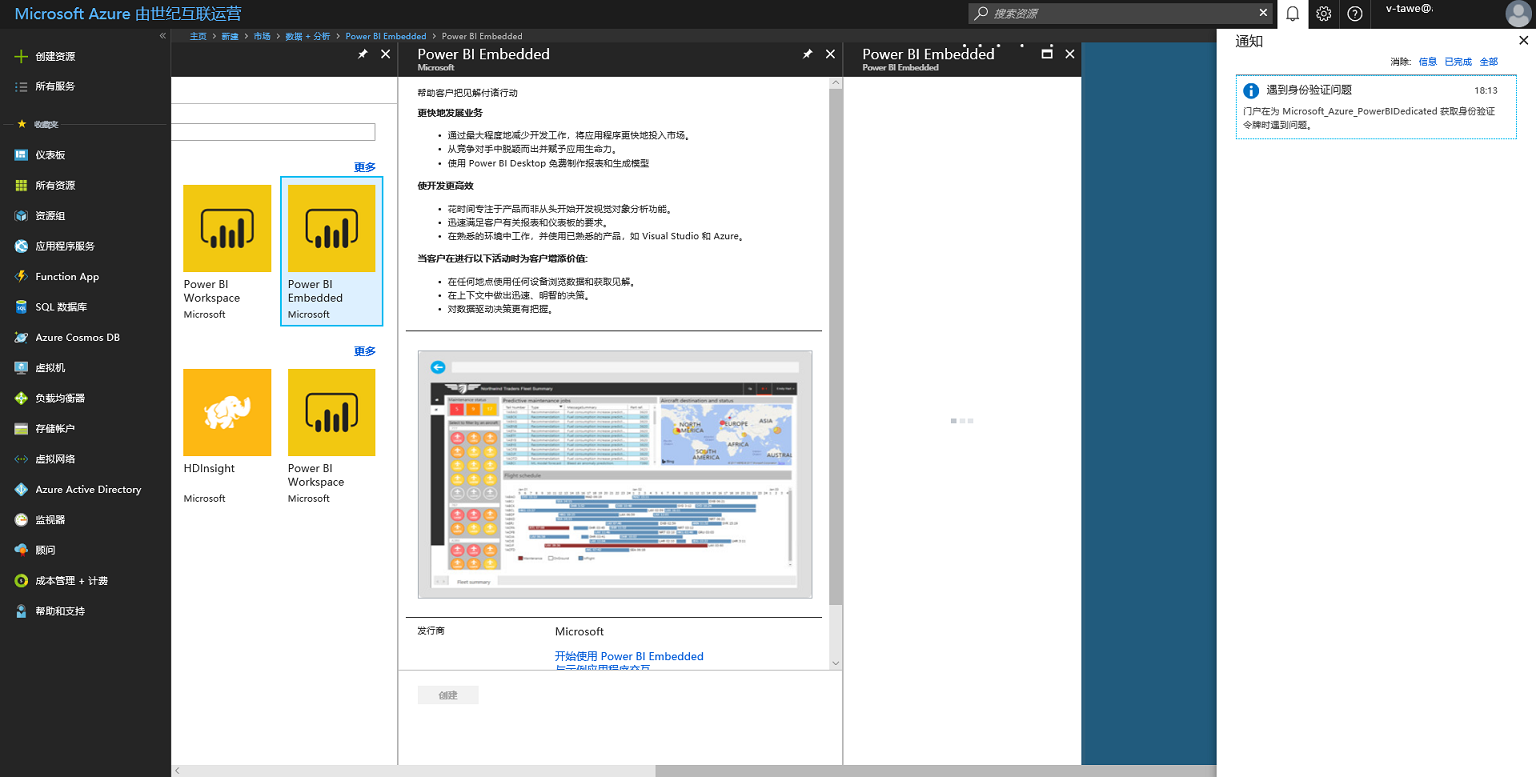 Microsoft Azure 由世纪互联运营
搜索资源
v-tawe@
创建资源
所有服务
收藏夹
仪表板
所有资源
资源组
应用程序服务
Function App
SQL 数据库
Azure Cosmos DB
虚拟机
负载均衡器
存储帐户
虚拟网络
Azure Active Directory
监视器
顾问
成本管理 + 计费
帮助和支持
主页 > 新建 > 市场 > 数据 + 分析 > Power BI Embedded > Power BI Embedded
更多
Power BI
Workspace
Microsoft
Power BI
Embedded
Microsoft
更多
HDInsight
Microsoft
Power BI
Workspace
Microsoft
Power BI Embedded
Microsoft
帮助客户把见解付诸行动
更快地发展业务
• 通过最大程度地减少开发工作，将应用程序更快地投入市场。
• 从竞争对手中脱颖而出并赋予应用生命力。
• 使用 Power BI Desktop 免费制作报表和生成模型
使开发更高效
• 花时间专注于产品而非从头开始开发视觉对象分析功能。
• 迅速满足客户有关报表和仪表板的要求。
• 在熟悉的环境中工作，并使用已熟悉的产品，如 Visual Studio 和 Azure。
当客户在进行以下活动时为客户增添价值:
• 在任何地点使用任何设备浏览数据和获取见解。
• 在上下文中做出迅速、明智的决策。
• 对数据驱动决策更有把握。
Northwind Traders Fleet Summary
Maintenance status
Predictive maintenance jobs
Aircraft destination and status
NORTH
AMERICA
EUROPE
ASIA
AFRICA
SOUTH
AMERICA
AUSTRAL
Flight schedule
Fleet summary
发行商
Microsoft
开始使用 Power BI Embedded
与示例应用程序交互
创建
Power BI Embedded
Power BI Embedded
通知
消除: 信息 已完成 全部
遇到身份验证问题 18:13
门户在为 Microsoft_Azure_PowerBIDedicated 获取身份验证
令牌时遇到问题。